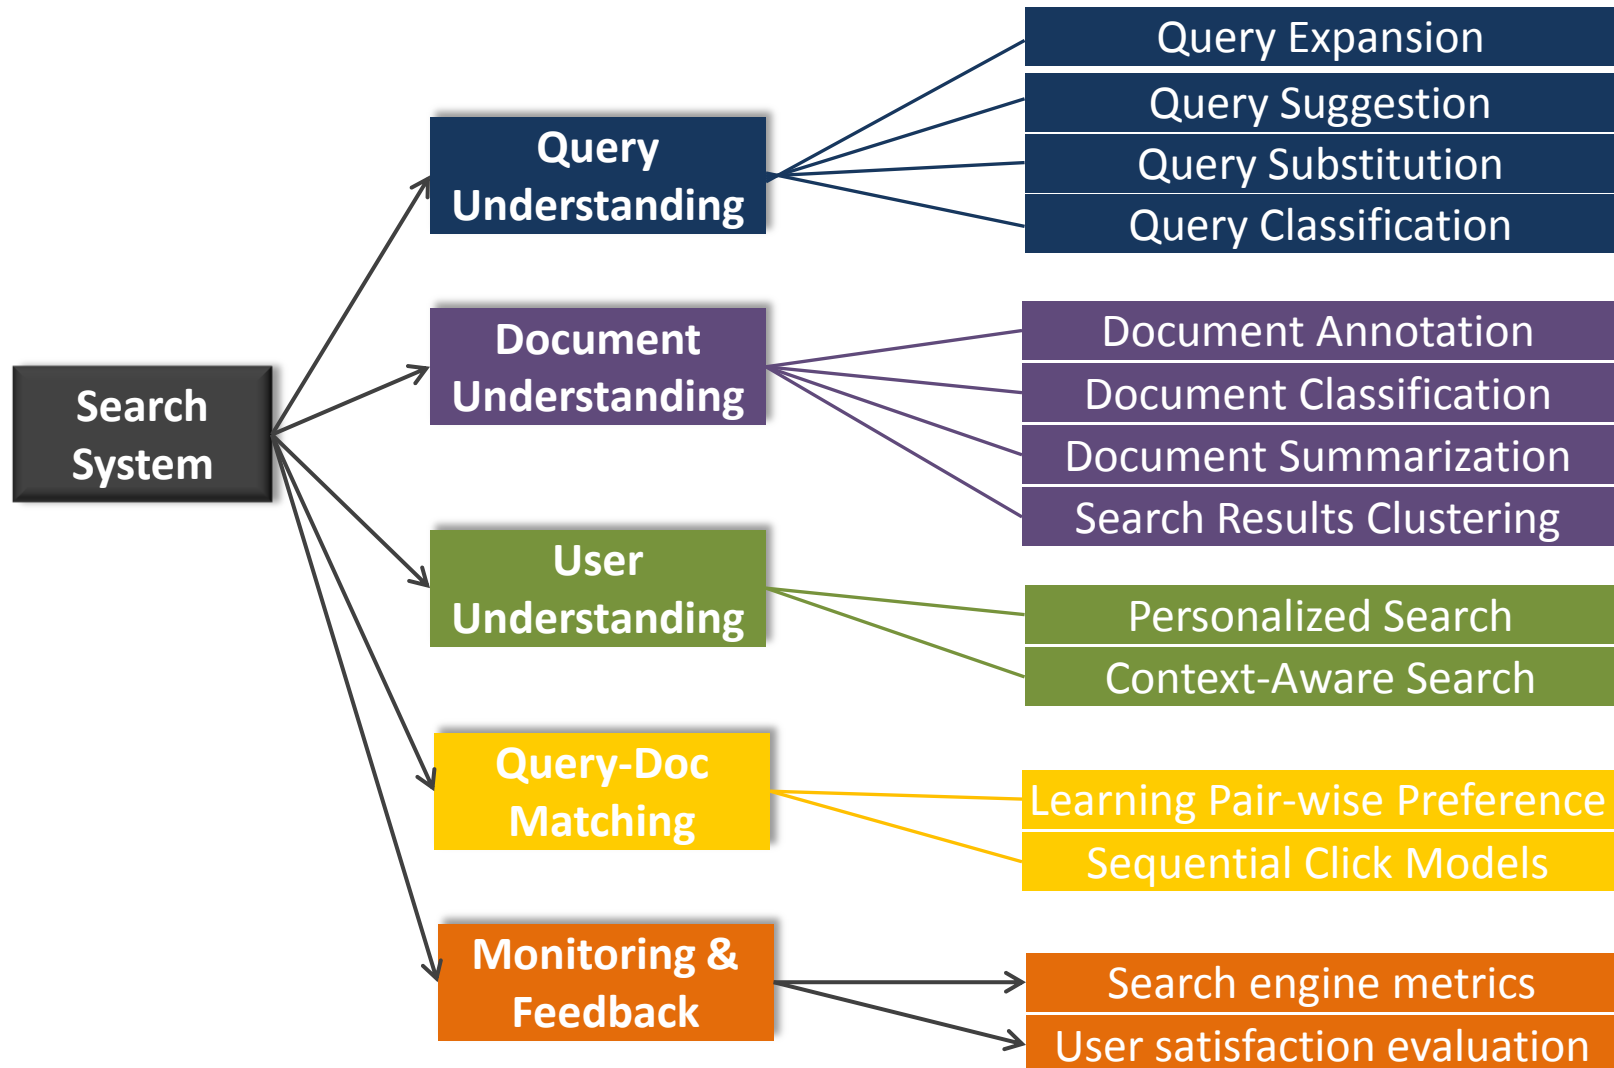 Search
System
Query
Understanding
Query Expansion
Query Suggestion
Query Substitution
Query Classification
Document
Understanding
Document Annotation
Document Classification
Document Summarization
Search Results Clustering
User
Understanding
Personalized Search
Context-Aware Search
Query-Doc
Matching
Learning Pair-wise Preference
Sequential Click Models
Monitoring &
Feedback
Search engine metrics
User satisfaction evaluation